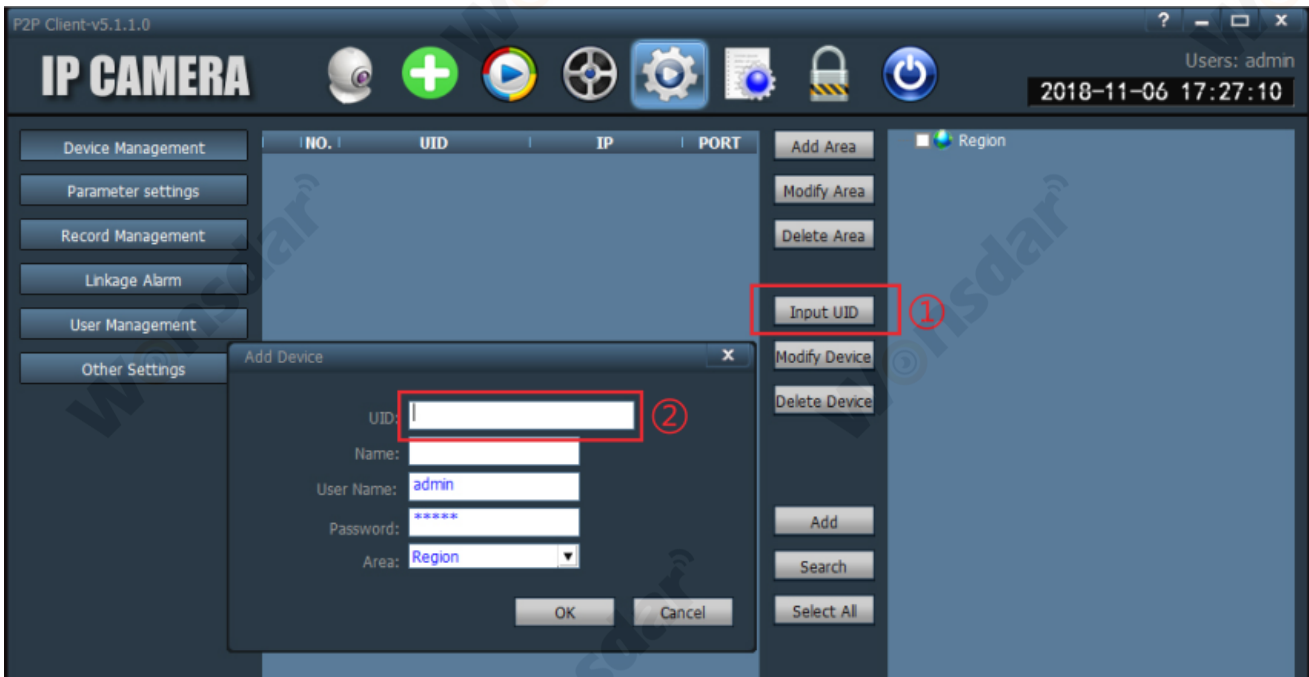 P2P Client-v5.1.1.0
? – □ x
IP CAMERA
Users: admin
2018-11-06 17:27:10
Device Management
Parameter settings
Record Management
Linkage Alarm
User Management
Other Settings
NO. UID IP PORT
Add Area
Modify Area
Delete Area
Input UID
①
Modify Device
Delete Device
Add
Search
Select All
Region
Add Device
x
UID:
②
Name:
User Name: admin
Password: *****
Area: Region
OK Cancel
wonsdar
wonsdar
wonsdar